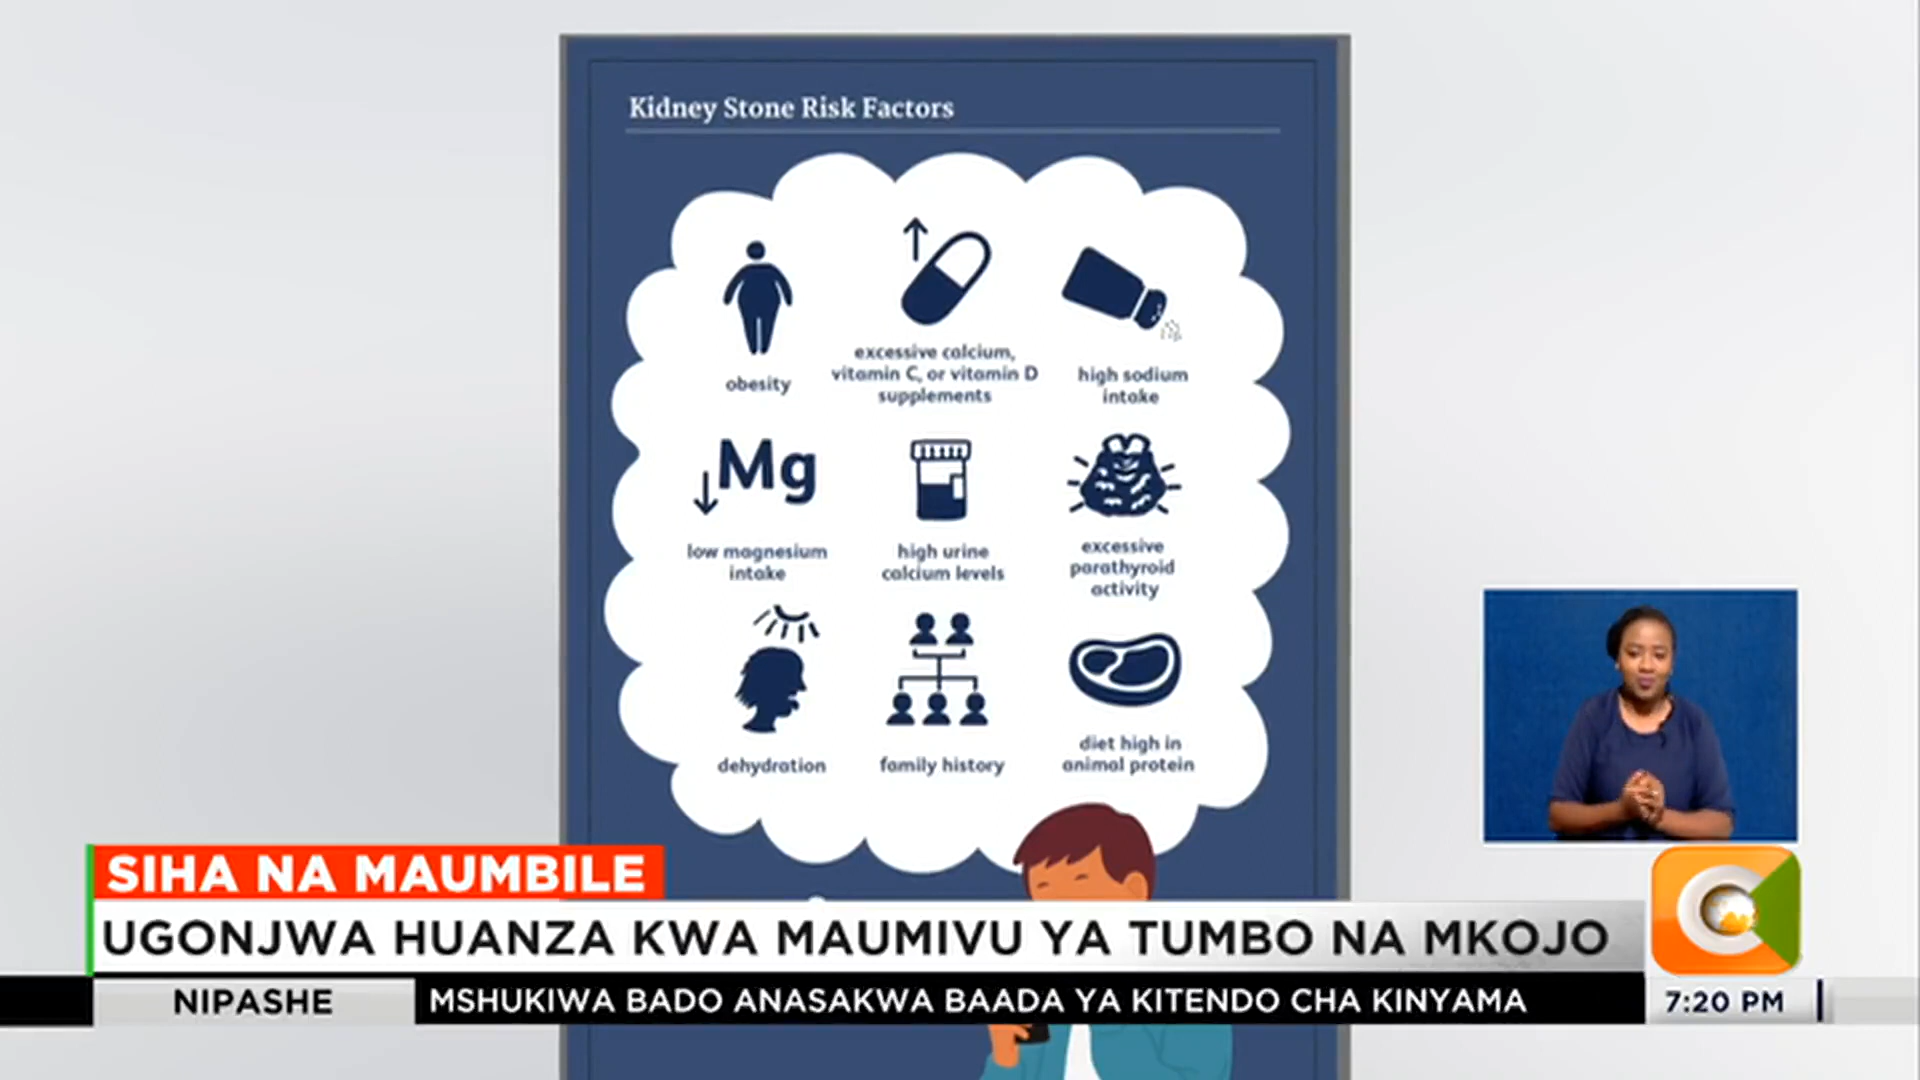 Kidney Stone Risk Factors
obesity
excessive calcium,
vitamin C, or vitamin D
supplements
high sodium
intake
Mg
low magnesium
intake
high urine
calcium levels
excessive
parathyroid
activity
dehydration
family history
diet high in
animal protein
SIHA NA MAUMBILE
UGONJWA HUANZA KWA MAUMIVU YA TUMBO NA MKOJO
NIPASHE
MSHUKIWA BADO ANASAKWA BAADA YA KITENDO CHA KINYAMA
7:20 PM